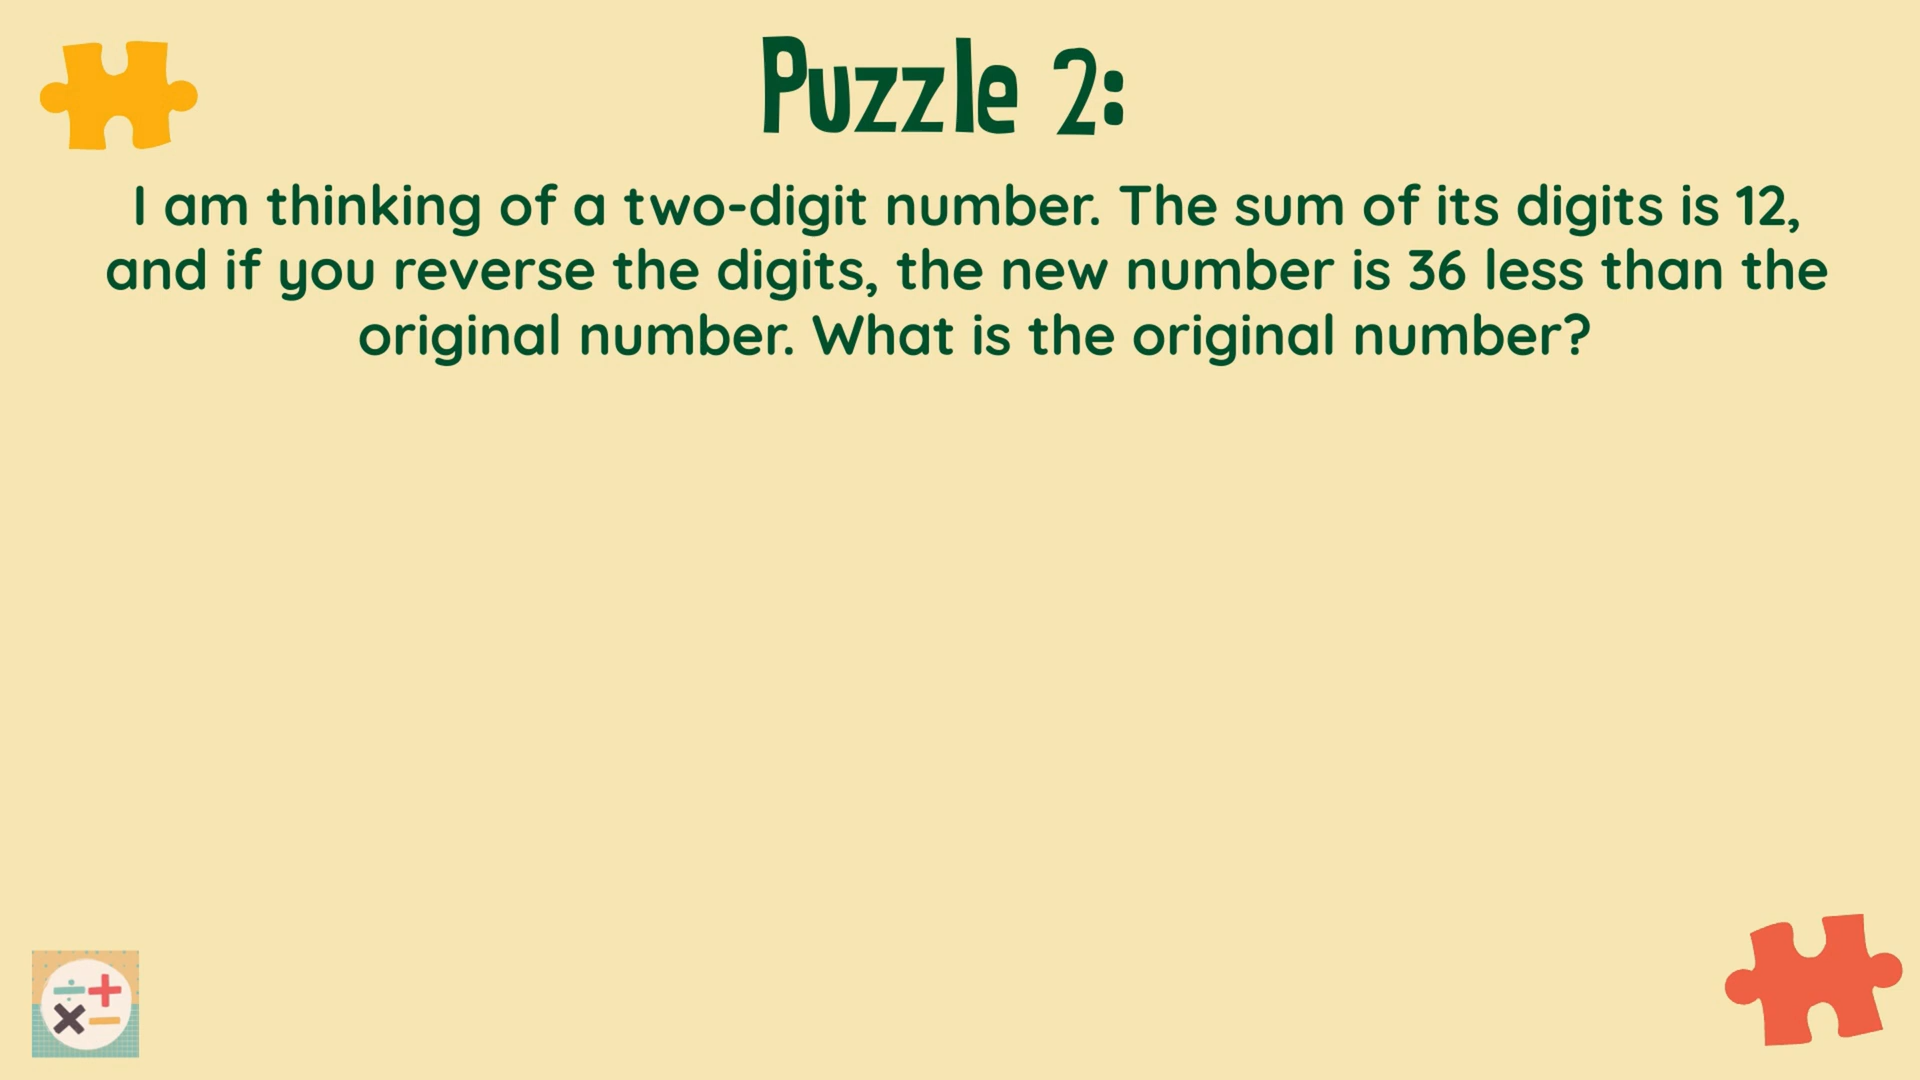 Puzzle 2:
I am thinking of a two-digit number. The sum of its digits is 12,
and if you reverse the digits, the new number is 36 less than the
original number. What is the original number?